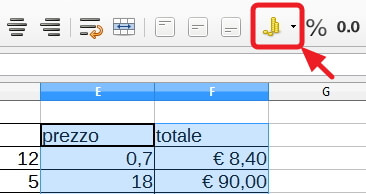 % 0.0
E F G
prezzo totale
12 0,7 € 8,40
5 18 € 90,00